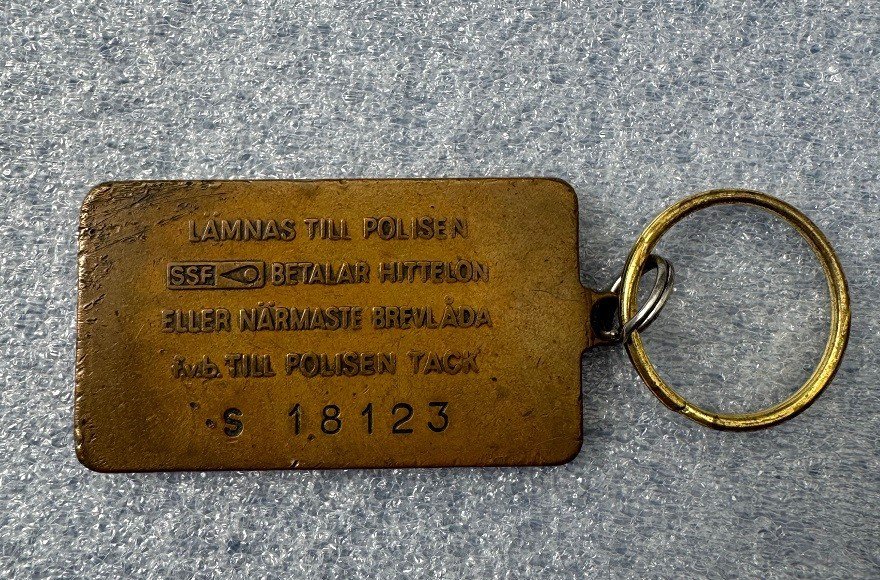 LÄMNAS TILL POLISEN
SSF BETALAR HITTELÖN
ELLER NÄRMASTE BREVLÅDA
f.v.b. TILL POLISEN TACK
S 18123